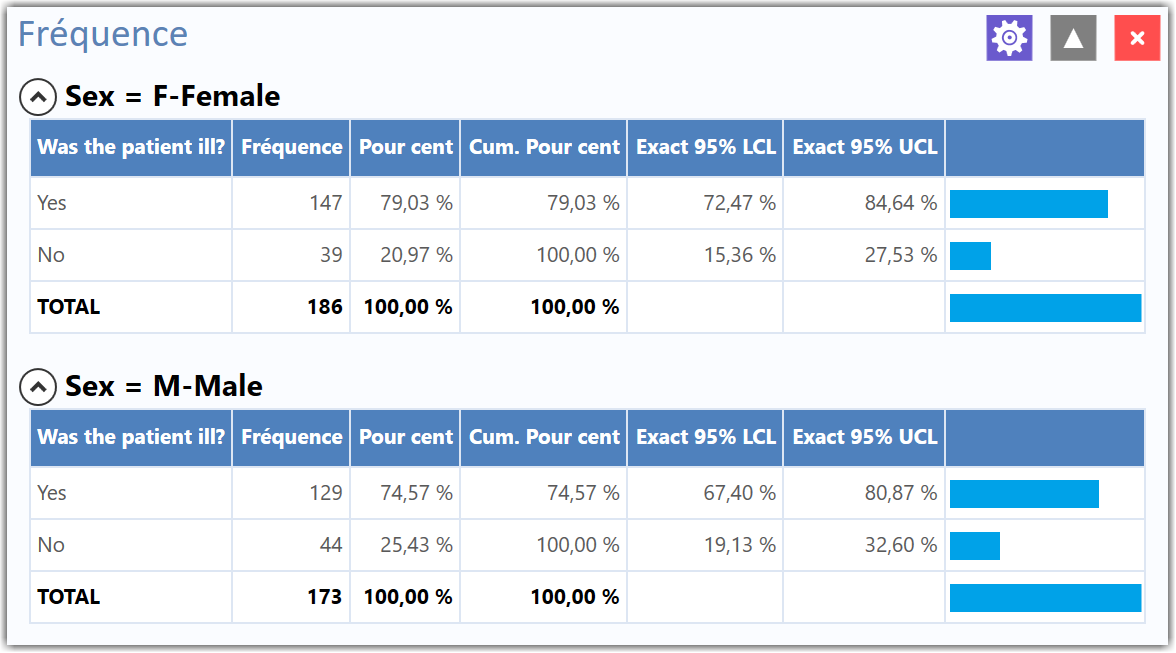 Fréquence
Sex = F-Female
Was the patient ill? Fréquence Pour cent Cum. Pour cent Exact 95% LCL Exact 95% UCL
Yes 147 79,03 % 79,03 % 72,47 % 84,64 %
No 39 20,97 % 100,00 % 15,36 % 27,53 %
TOTAL 186 100,00 % 100,00 %
Sex = M-Male
Was the patient ill? Fréquence Pour cent Cum. Pour cent Exact 95% LCL Exact 95% UCL
Yes 129 74,57 % 74,57 % 67,40 % 80,87 %
No 44 25,43 % 100,00 % 19,13 % 32,60 %
TOTAL 173 100,00 % 100,00 %